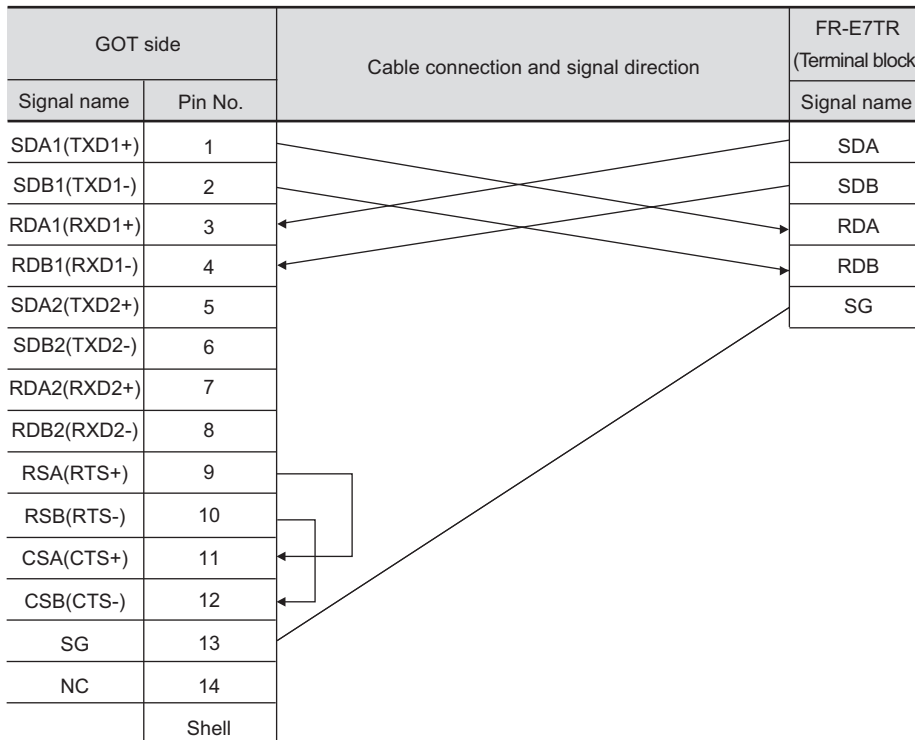 GOT side
Cable connection and signal direction
FR-E7TR
(Terminal block
Signal name Pin No. Signal name
SDA1(TXD1+) 1 SDA
SDB1(TXD1-) 2 SDB
RDA1(RXD1+) 3 RDA
RDB1(RXD1-) 4 RDB
SDA2(TXD2+) 5 SG
SDB2(TXD2-) 6
RDA2(RXD2+) 7
RDB2(RXD2-) 8
RSA(RTS+) 9
RSB(RTS-) 10
CSA(CTS+) 11
CSB(CTS-) 12
SG 13
NC 14
Shell